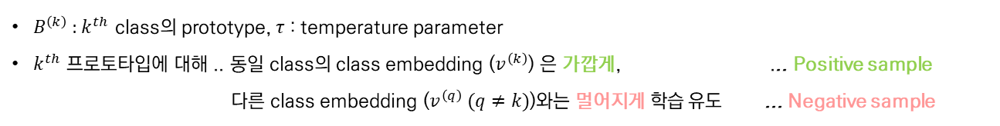 • B^(k) : k^th class의 prototype, τ : temperature parameter
• k^th 프로토타입에 대해 .. 동일 class의 class embedding (v^(k)) 은 가깝게, ... Positive sample
다른 class embedding (v^(q) (q ≠ k))와는 멀어지게 학습 유도 ... Negative sample